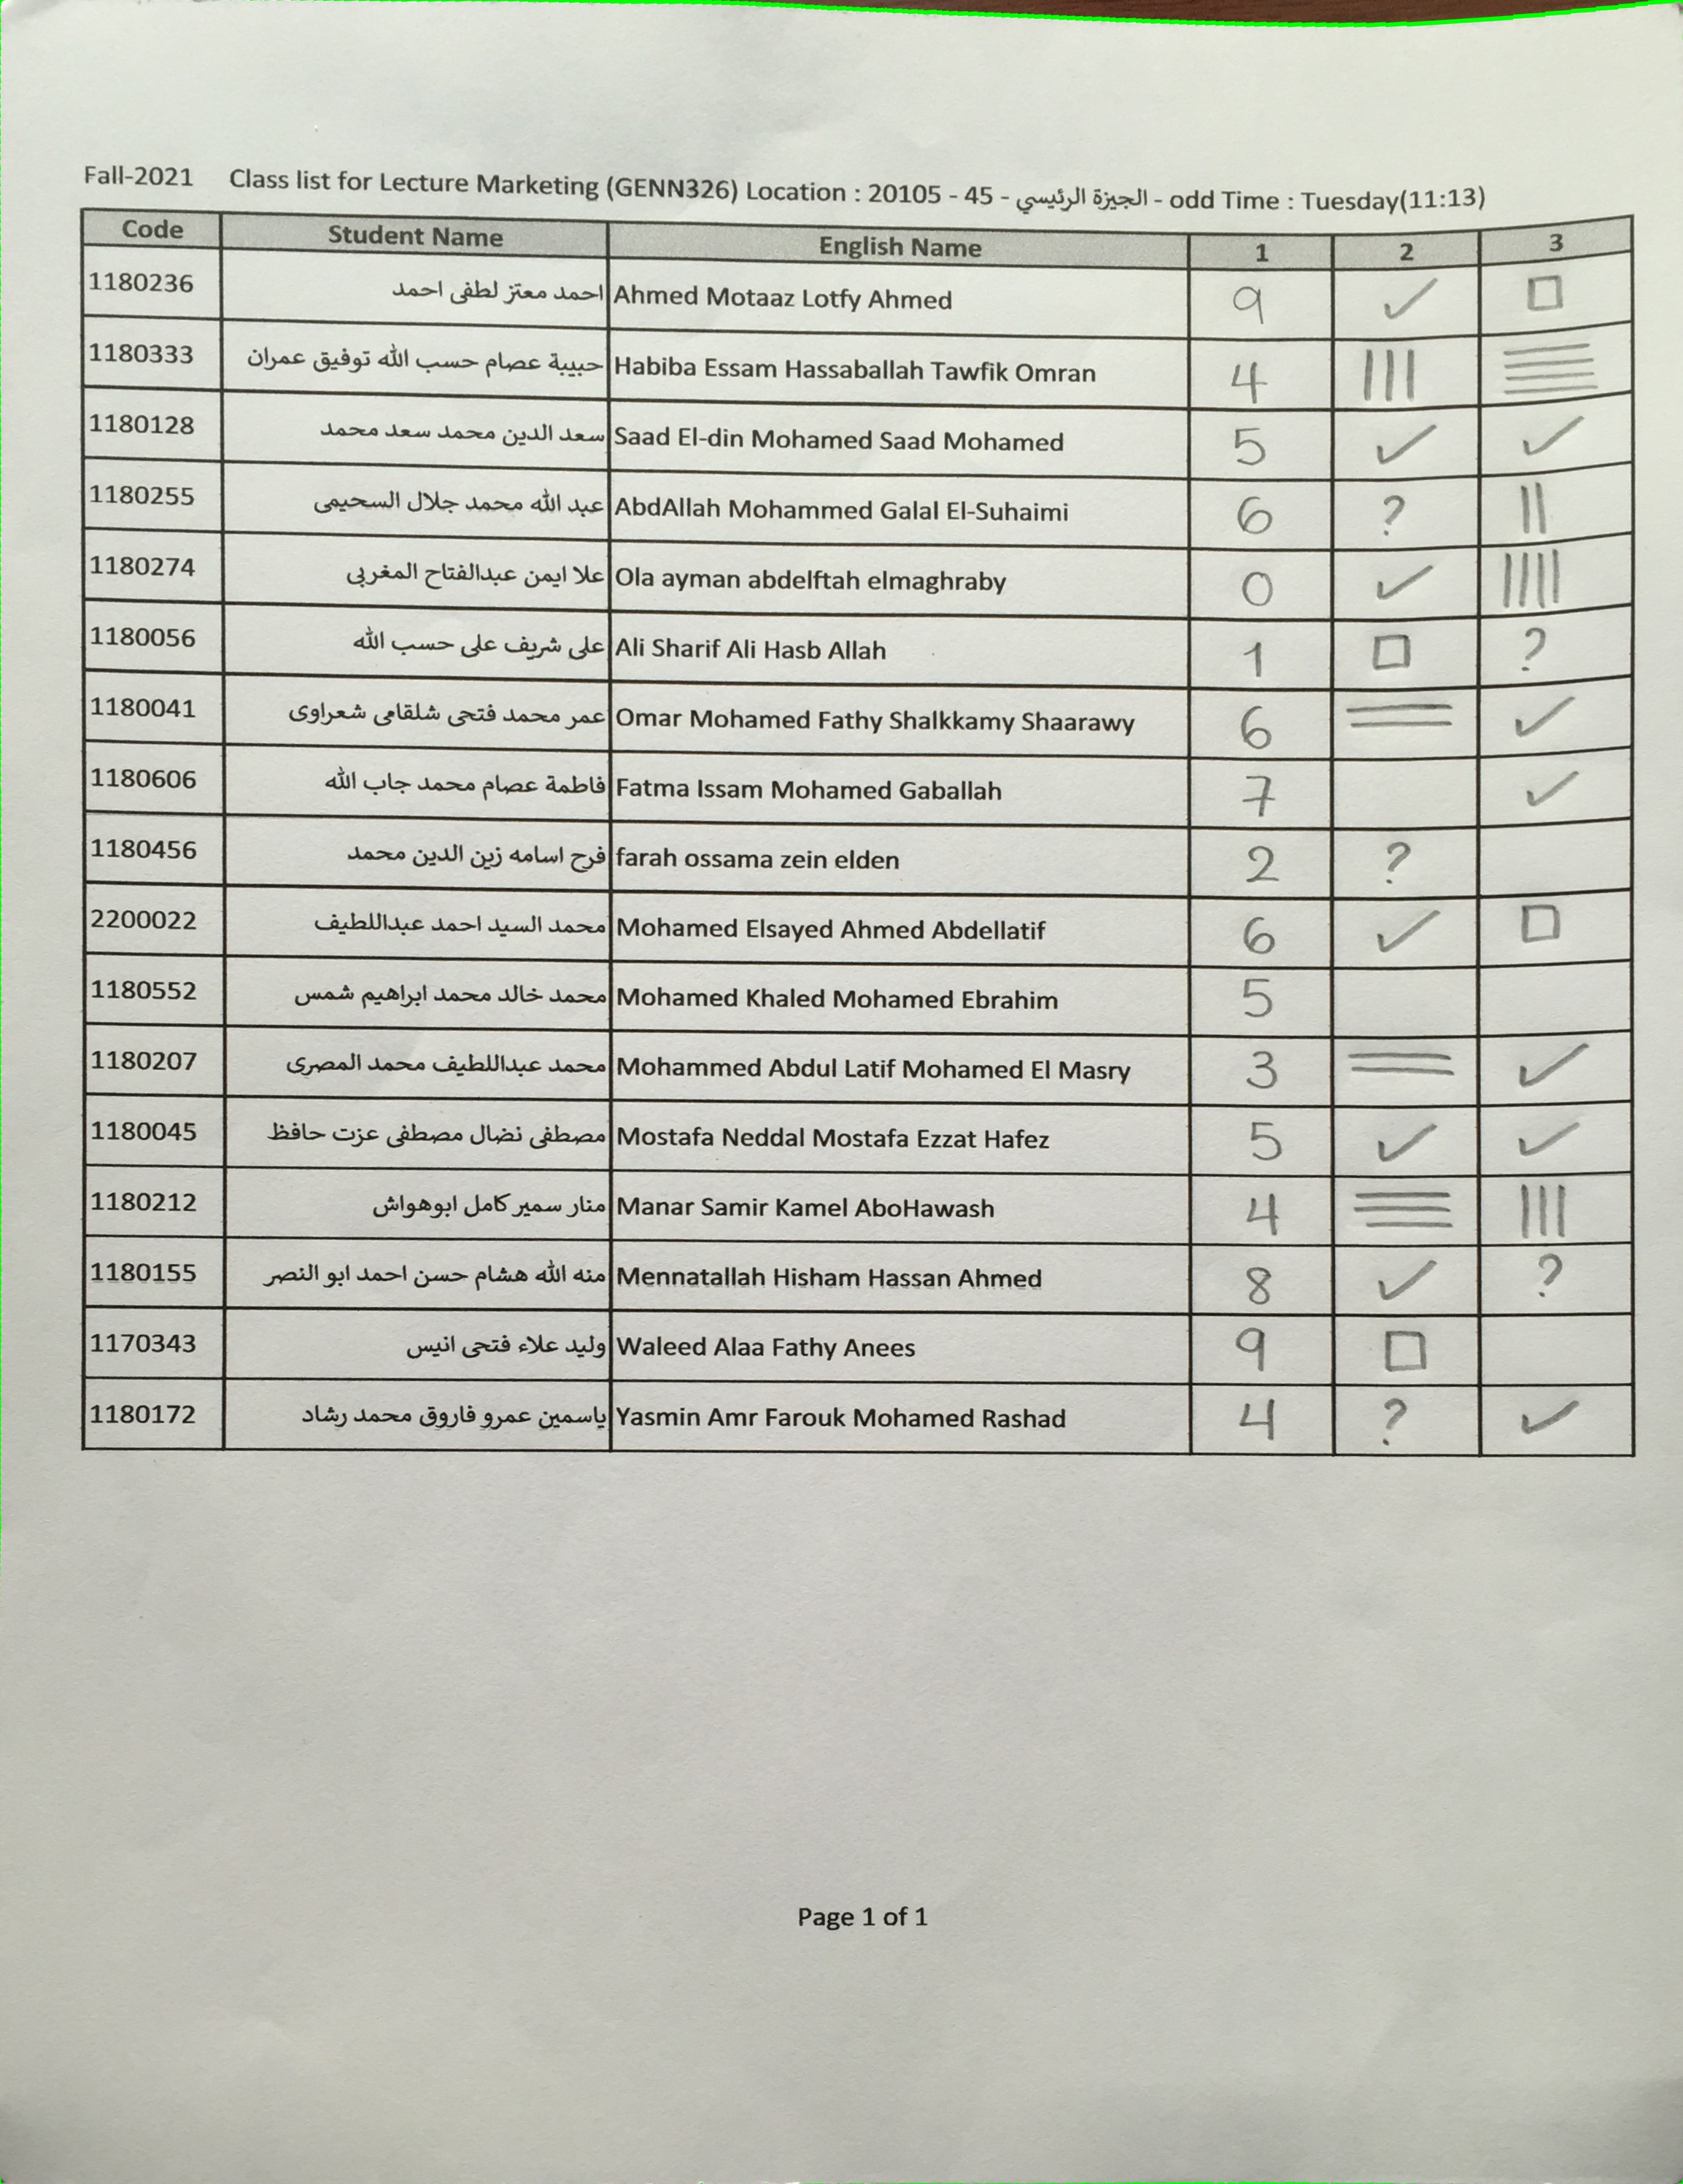 Fall-2021 Class list for Lecture Marketing (GENN326) Location : 20105 - 45 - الجيزة الرئيسي - odd Time : Tuesday(11:13)
Code Student Name English Name 1 2 3
1180236 احمد معتز لطفى احمد Ahmed Motaaz Lotfy Ahmed 9 ✓ □
1180333 حبيبة عصام حسب الله توفيق عمران Habiba Essam Hassaballah Tawfik Omran 4 ||| ☰
1180128 سعد الدين محمد سعد محمد Saad El-din Mohamed Saad Mohamed 5 ✓ ✓
1180255 عبد الله محمد جلال السحيمى AbdAllah Mohammed Galal El-Suhaimi 6 ? ||
1180274 علا ايمن عبدالفتاح المغربى Ola ayman abdelftah elmaghraby 0 ✓ ||||
1180056 على شريف على حسب الله Ali Sharif Ali Hasb Allah 1 □ ?
1180041 عمر محمد فتحى شلقامى شعراوى Omar Mohamed Fathy Shalkkamy Shaarawy 6 = ✓
1180606 فاطمة عصام محمد جاب الله Fatma Issam Mohamed Gaballah 7 ✓
1180456 فرح اسامه زين الدين محمد farah ossama zein elden 2 ?
2200022 محمد السيد احمد عبداللطيف Mohamed Elsayed Ahmed Abdellatif 6 ✓ □
1180552 محمد خالد محمد ابراهيم شمس Mohamed Khaled Mohamed Ebrahim 5
1180207 محمد عبداللطيف محمد المصرى Mohammed Abdul Latif Mohamed El Masry 3 = ✓
1180045 مصطفى نضال مصطفى عزت حافظ Mostafa Neddal Mostafa Ezzat Hafez 5 ✓ ✓
1180212 منار سمير كامل ابوهواش Manar Samir Kamel AboHawash 4 ≡ |||
1180155 منه الله هشام حسن احمد ابو النصر Mennatallah Hisham Hassan Ahmed 8 ✓ ?
1170343 وليد علاء فتحى انيس Waleed Alaa Fathy Anees 9 □
1180172 ياسمين عمرو فاروق محمد رشاد Yasmin Amr Farouk Mohamed Rashad 4 ? ✓
Page 1 of 1